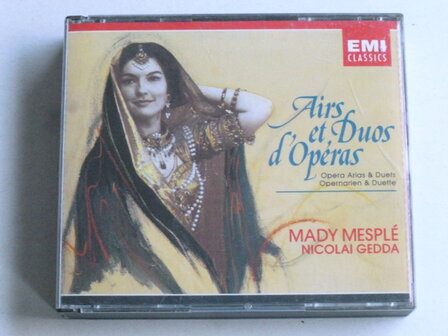 EMI
CLASSICS
Airs
et Duos
d'Opéras
Opera Arias & Duets
Opernarien & Duette
MADY MESPLÉ
NICOLAI GEDDA